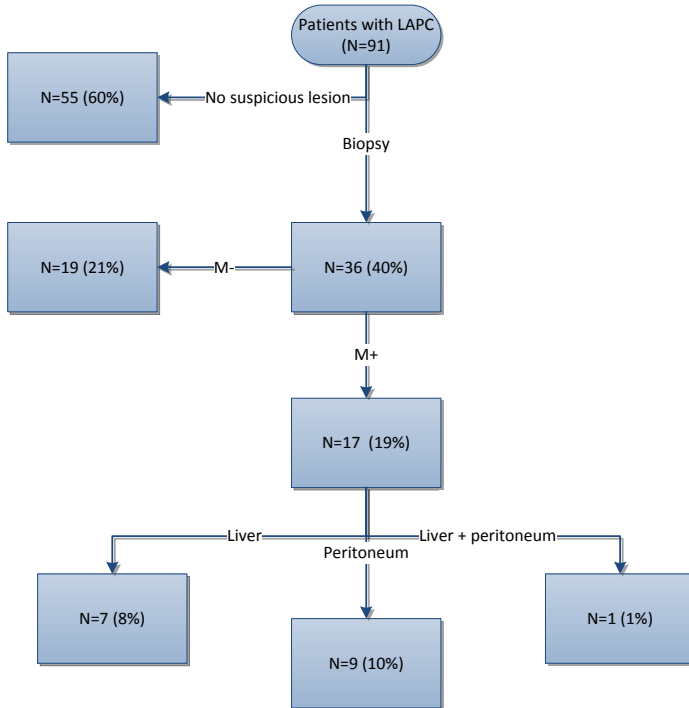 Patients with LAPC
(N=91)
No suspicious lesion
N=55 (60%)
Biopsy
N=36 (40%)
M-
N=19 (21%)
M+
N=17 (19%)
Liver
Peritoneum
Liver + peritoneum
N=7 (8%)
N=9 (10%)
N=1 (1%)